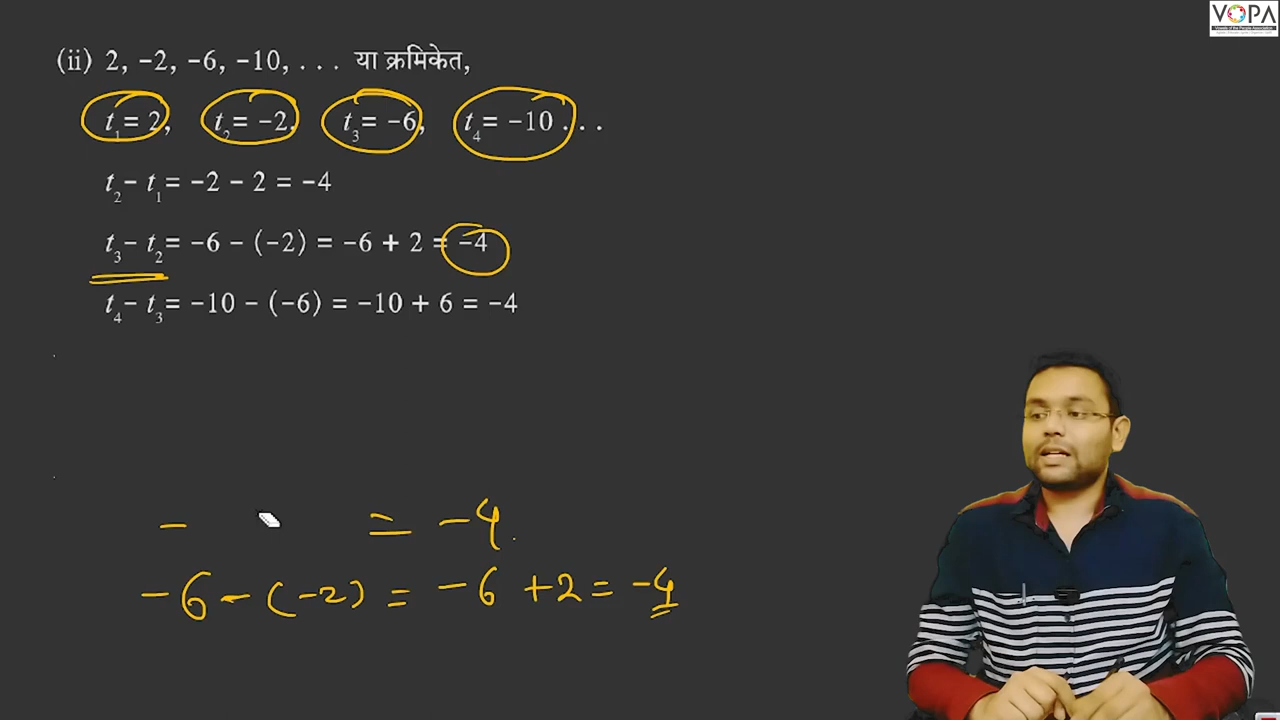 VOPA
(ii) 2, -2, -6, -10, . . . या क्रमिकेत,
t₁= 2, t₂= -2, t₃= -6, t₄= -10 . . .
t₂- t₁= -2 - 2 = -4
t₃- t₂= -6 - (-2) = -6 + 2 = -4
t₄- t₃= -10 - (-6) = -10 + 6 = -4
- = -4
-6 - (-2) = -6 +2 = -4